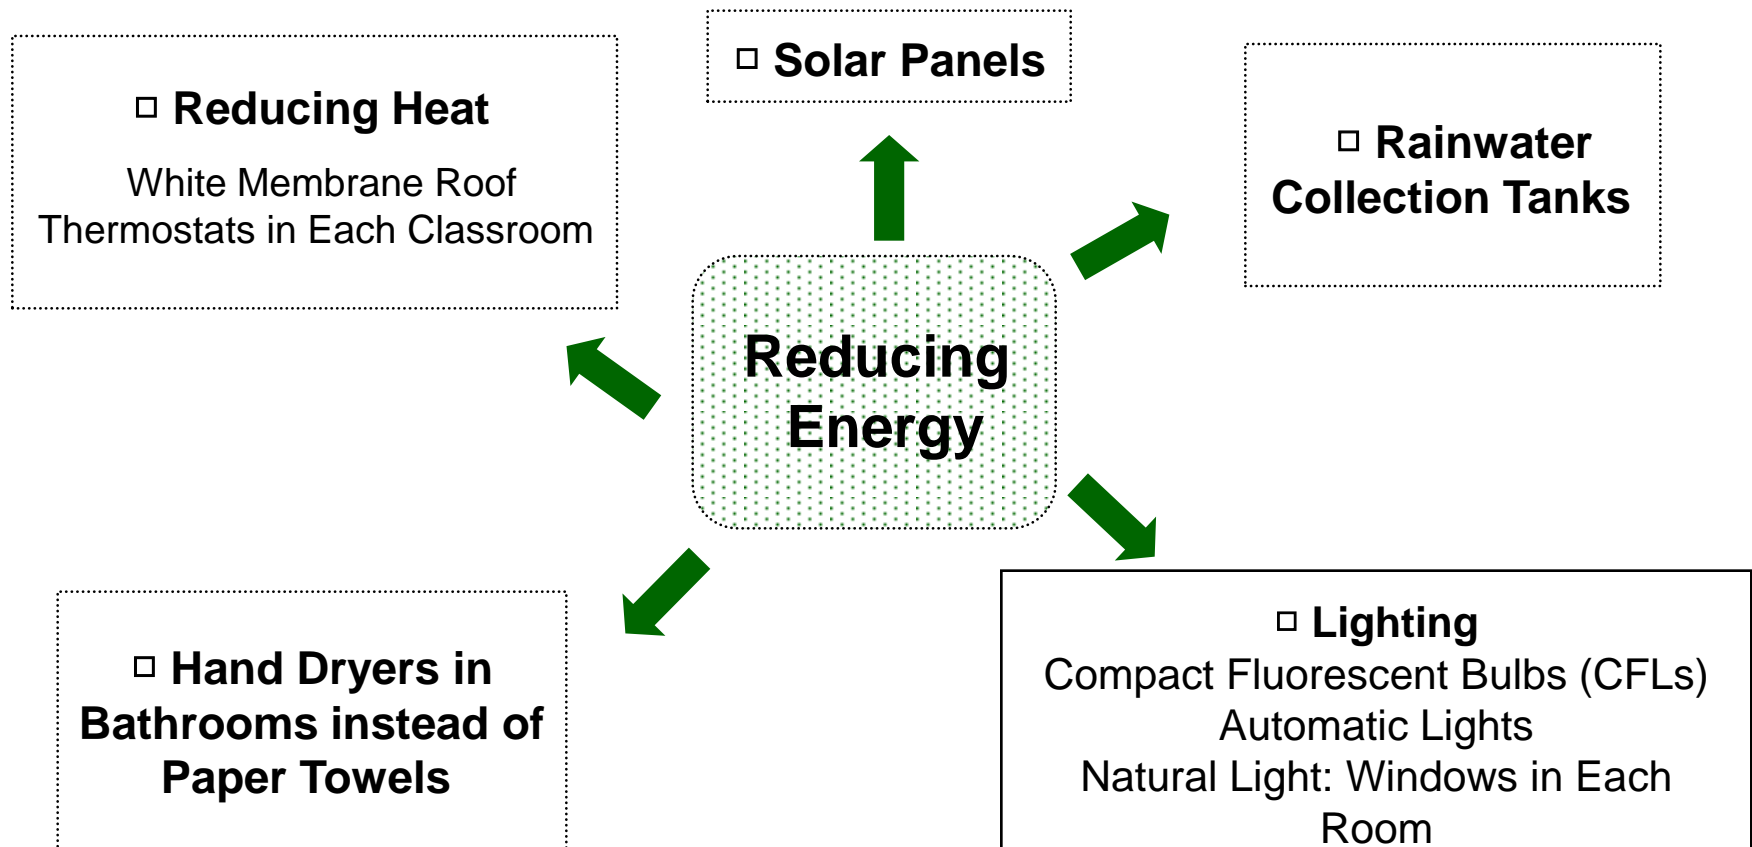 □ Solar Panels
□ Reducing Heat
White Membrane Roof
Thermostats in Each Classroom
□ Rainwater
Collection Tanks
Reducing
Energy
□ Hand Dryers in
Bathrooms instead of
Paper Towels
□ Lighting
Compact Fluorescent Bulbs (CFLs)
Automatic Lights
Natural Light: Windows in Each
Room